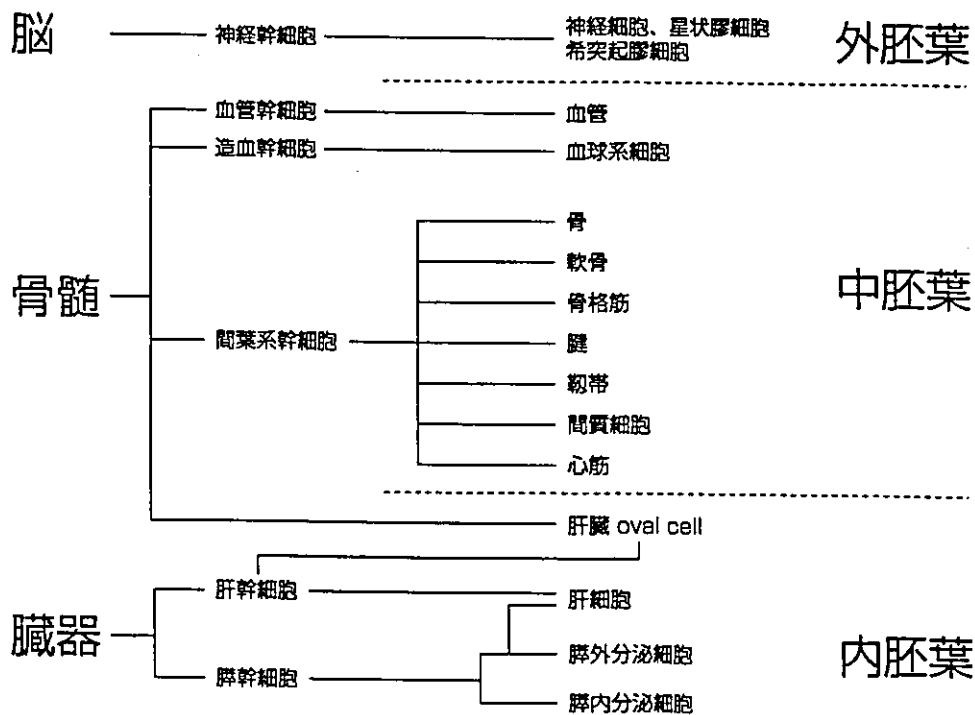 脳
神経幹細胞
神経細胞、星状膠細胞
希突起膠細胞
外胚葉
骨髄
血管幹細胞
血管
造血幹細胞
血球系細胞
間葉系幹細胞
骨
軟骨
骨格筋
腱
靱帯
間質細胞
心筋
中胚葉
肝臓 oval cell
臓器
肝幹細胞
肝細胞
膵幹細胞
膵外分泌細胞
膵内分泌細胞
内胚葉